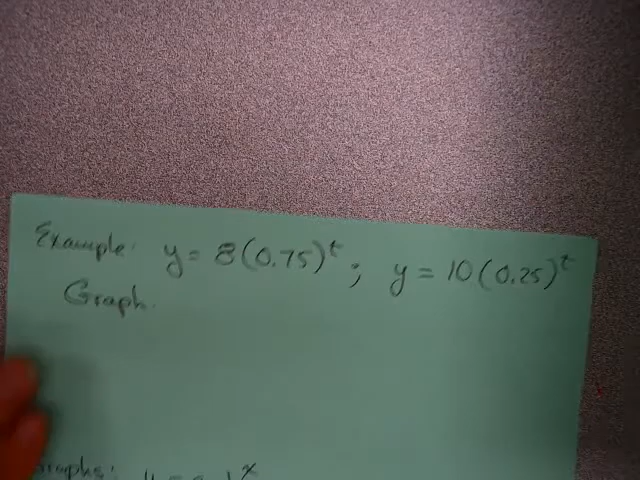 Example: y = 8(0.75)^t ; y = 10(0.25)^t
Graph.